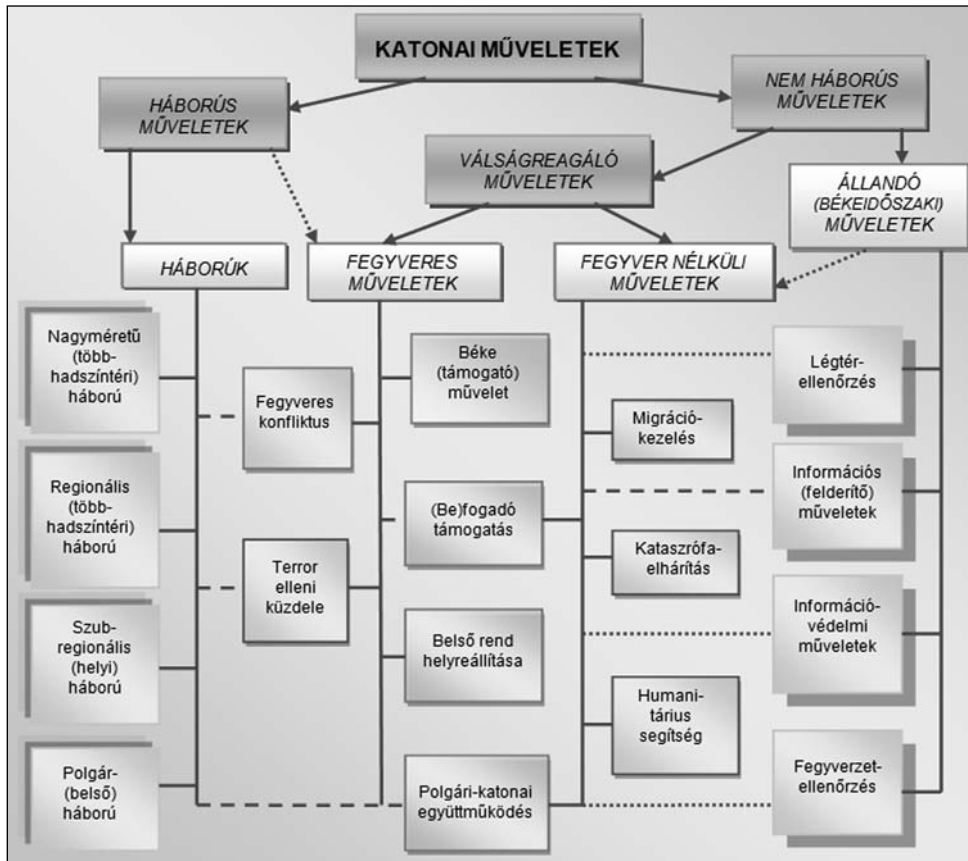 KATONAI MŰVELETEK
HÁBORÚS
MŰVELETEK
NEM HÁBORÚS
MŰVELETEK
VÁLSÁGREAGÁLÓ
MŰVELETEK
ÁLLANDÓ
(BÉKEIDŐSZAKI)
MŰVELETEK
HÁBORÚK
FEGYVERES
MŰVELETEK
FEGYVER NÉLKÜLI
MŰVELETEK
Nagyméretű
(több-
hadszíntéri)
háború
Regionális
(több-
hadszíntéri)
háború
Szub-
regionális
(helyi)
háború
Polgár-
(belső)
háború
Fegyveres
konfliktus
Terror
elleni
küzdele
Béke
(támogató)
művelet
(Be)fogadó
támogatás
Belső rend
helyreállítása
Polgári-katonai
együttműködés
Migráció-
kezelés
Kataszrófa-
elhárítás
Humani-
tárius
segítség
Légtér-
ellenőrzés
Információs
(felderítő)
műveletek
Információ-
védelmi
műveletek
Fegyverzet-
ellenőrzés